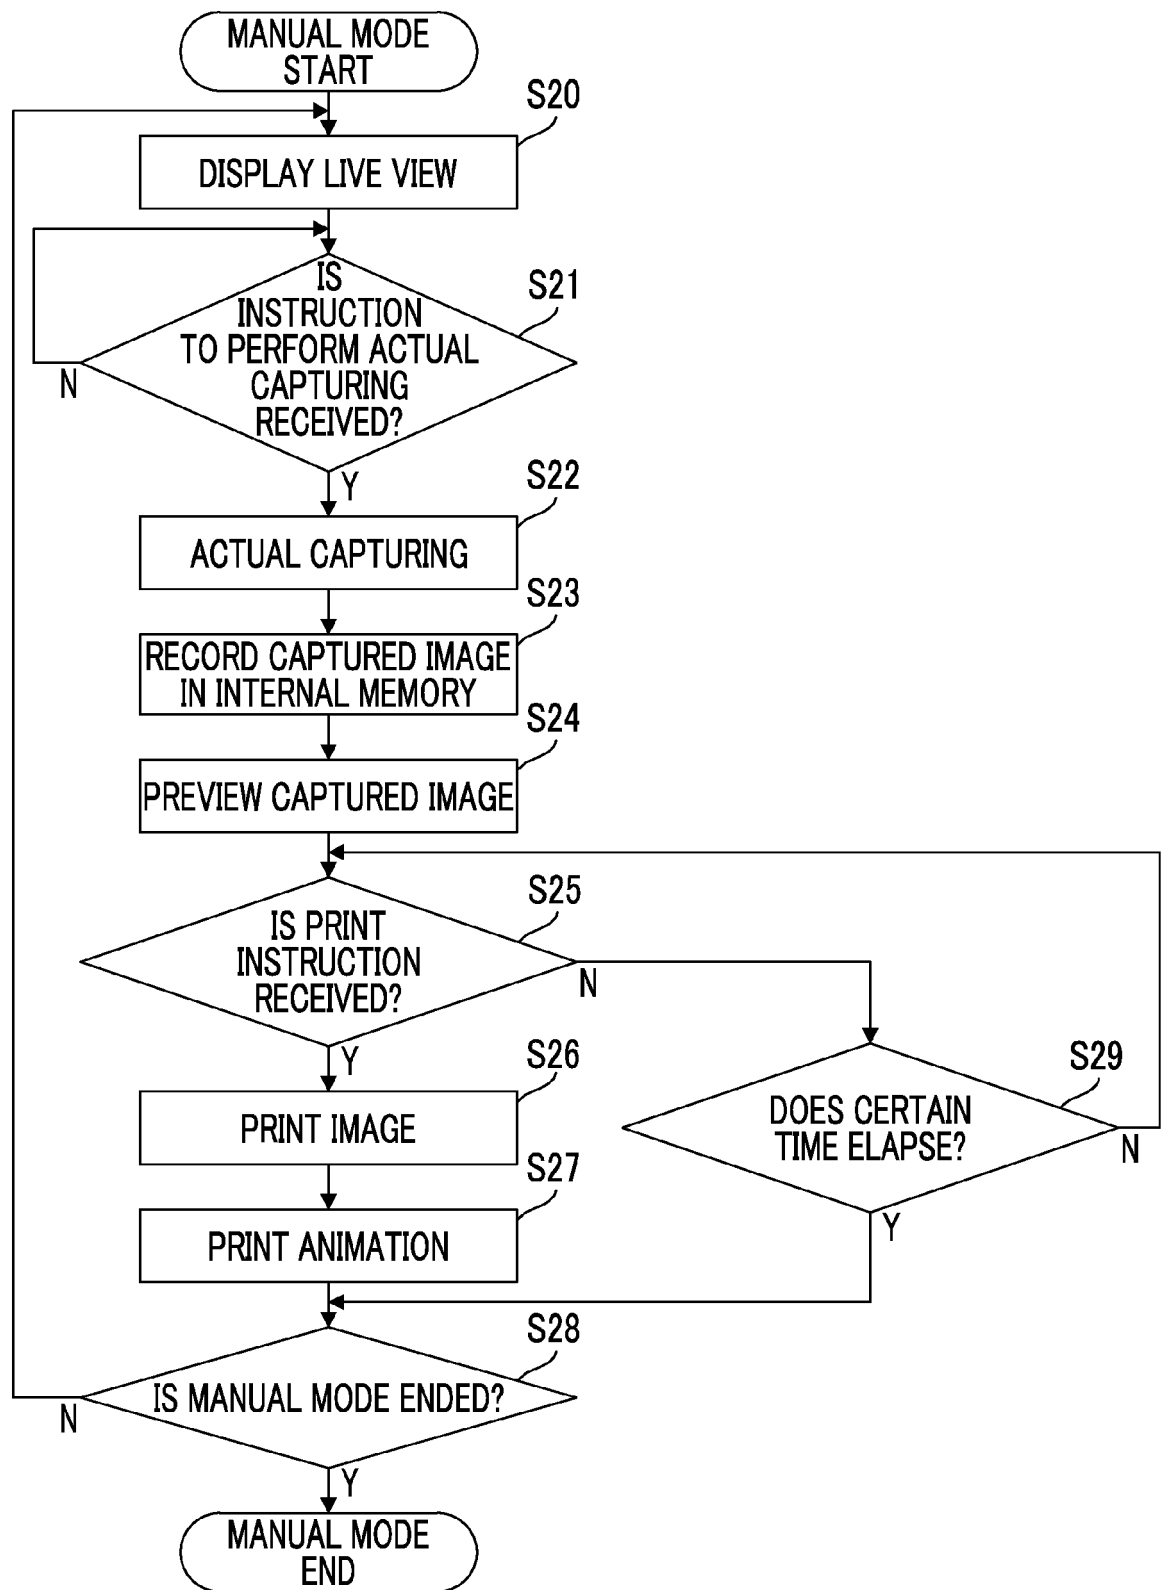 MANUAL MODE
START
S20
DISPLAY LIVE VIEW
S21
IS
INSTRUCTION
TO PERFORM ACTUAL
CAPTURING
RECEIVED?
N
Y
S22
ACTUAL CAPTURING
S23
RECORD CAPTURED IMAGE
IN INTERNAL MEMORY
S24
PREVIEW CAPTURED IMAGE
S25
IS PRINT
INSTRUCTION
RECEIVED?
N
Y
S26
PRINT IMAGE
S29
DOES CERTAIN
TIME ELAPSE?
N
Y
S27
PRINT ANIMATION
S28
IS MANUAL MODE ENDED?
N
Y
MANUAL MODE
END